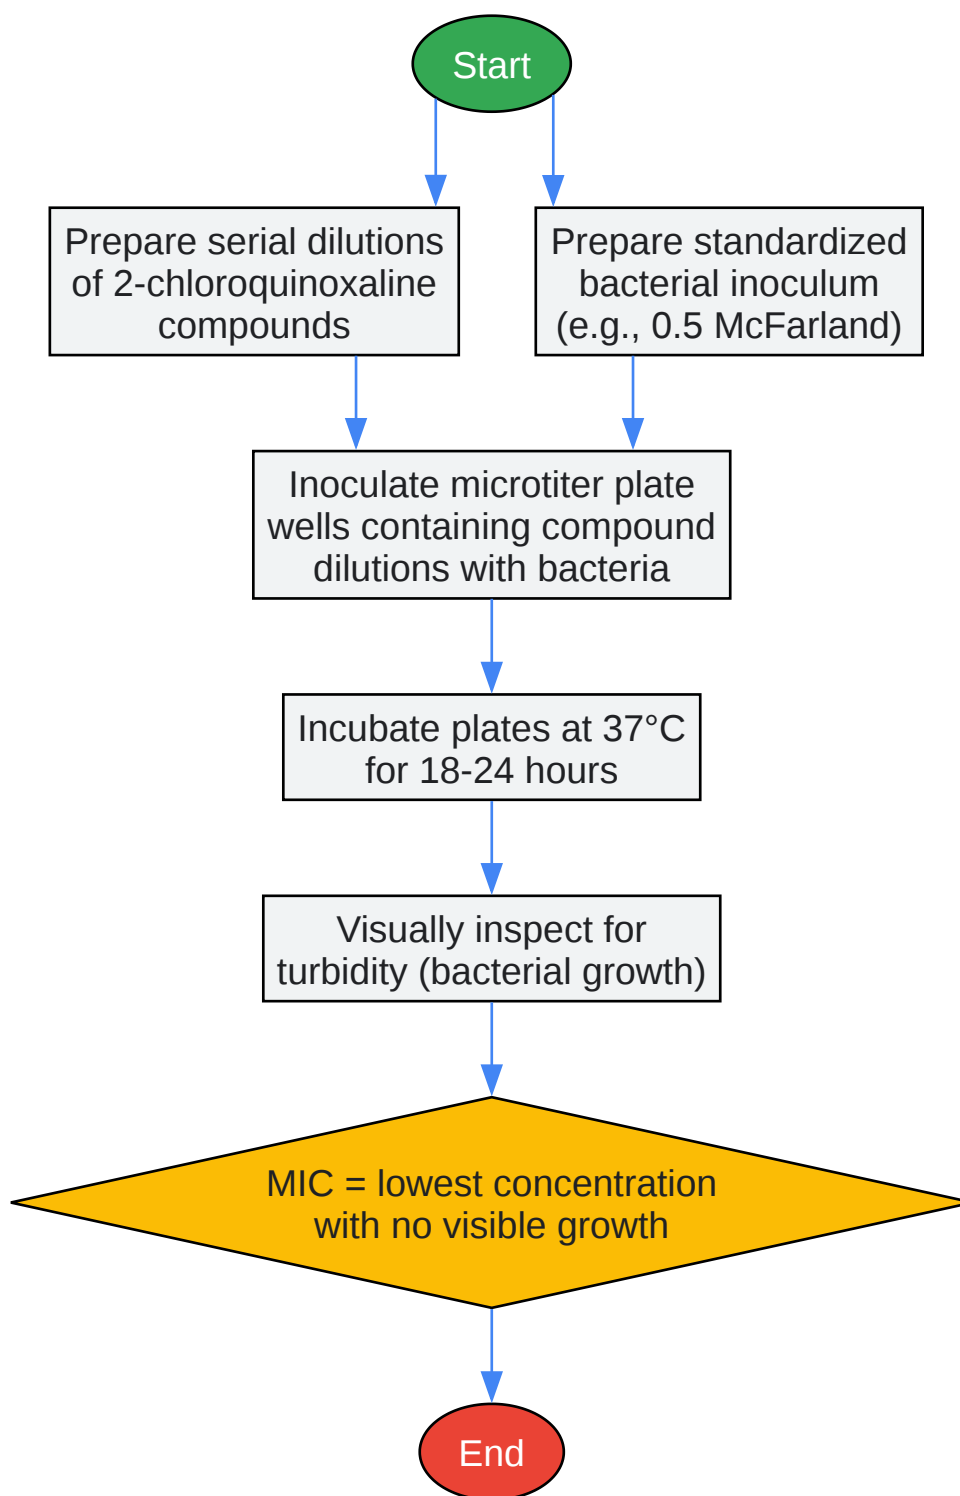 Start
Prepare serial dilutions
of 2-chloroquinoxaline
compounds
Prepare standardized
bacterial inoculum
(e.g., 0.5 McFarland)
Inoculate microtiter plate
wells containing compound
dilutions with bacteria
Incubate plates at 37°C
for 18-24 hours
Visually inspect for
turbidity (bacterial growth)
MIC = lowest concentration
with no visible growth
End